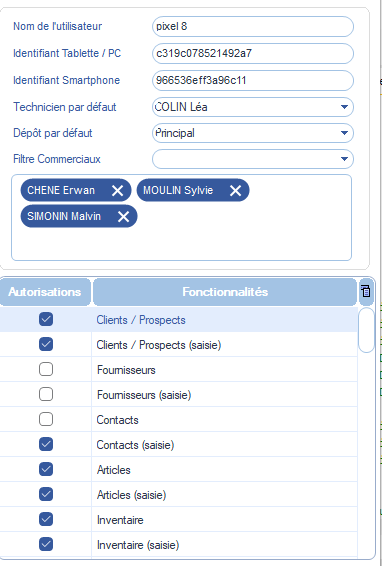 Nom de l'utilisateur pixel 8
Identifiant Tablette / PC c319c078521492a7
Identifiant Smartphone 966536eff3a96c11
Technicien par défaut COLIN Léa
Dépôt par défaut Principal
Filtre Commerciaux
CHENE Erwan MOULIN Sylvie
SIMONIN Malvin
Autorisations Fonctionnalités
Clients / Prospects
Clients / Prospects (saisie)
Fournisseurs
Fournisseurs (saisie)
Contacts
Contacts (saisie)
Articles
Articles (saisie)
Inventaire
Inventaire (saisie)